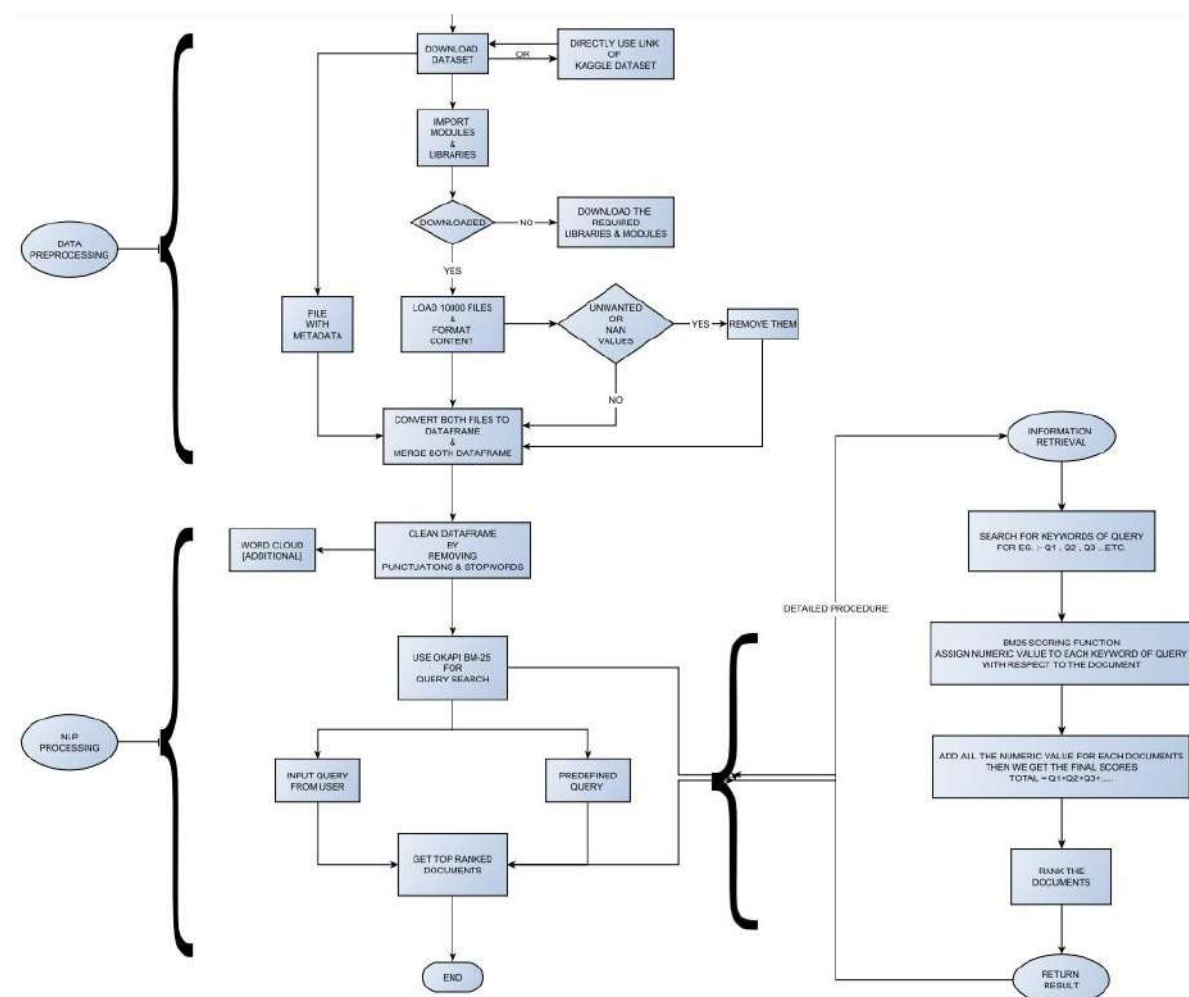 DOWNLOAD
DATASET
OR
DIRECTLY USE LINK
OF
KAGGLE DATASET
IMPORT
MODULES
&
LIBRARIES
DOWNLOADED
NO
DOWNLOAD THE
REQUIRED
LIBRARIES & MODULES
DATA
PREPROCESSING
YES
FILE
WITH
METADATA
LOAD 10000 FILES
&
FORMAT
CONTENT
UNWANTED
OR
NAN
VALUES
YES
REMOVE THEM
NO
CONVERT BOTH FILES TO
DATAFRAME
&
MERGE BOTH DATAFRAME
WORD CLOUD
[ADDITIONAL]
CLEAN DATAFRAME
BY
REMOVING
PUNCTUATIONS & STOPWORDS
USE OKAPI BM-25
FOR
QUERY SEARCH
NLP
PROCESSING
INPUT QUERY
FROM USER
PREDEFINED
QUERY
GET TOP RANKED
DOCUMENTS
END
DETAILED PROCEDURE
INFORMATION
RETRIEVAL
SEARCH FOR KEYWORDS OF QUERY
FOR EG. :- Q1 , Q2 , Q3 ...ETC.
BM25 SCORING FUNCTION
ASSIGN NUMERIC VALUE TO EACH KEYWORD OF QUERY
WITH RESPECT TO THE DOCUMENT
ADD ALL THE NUMERIC VALUE FOR EACH DOCUMENTS
THEN WE GET THE FINAL SCORES
TOTAL = Q1+Q2+Q3+.....
RANK THE
DOCUMENTS
RETURN
RESULT